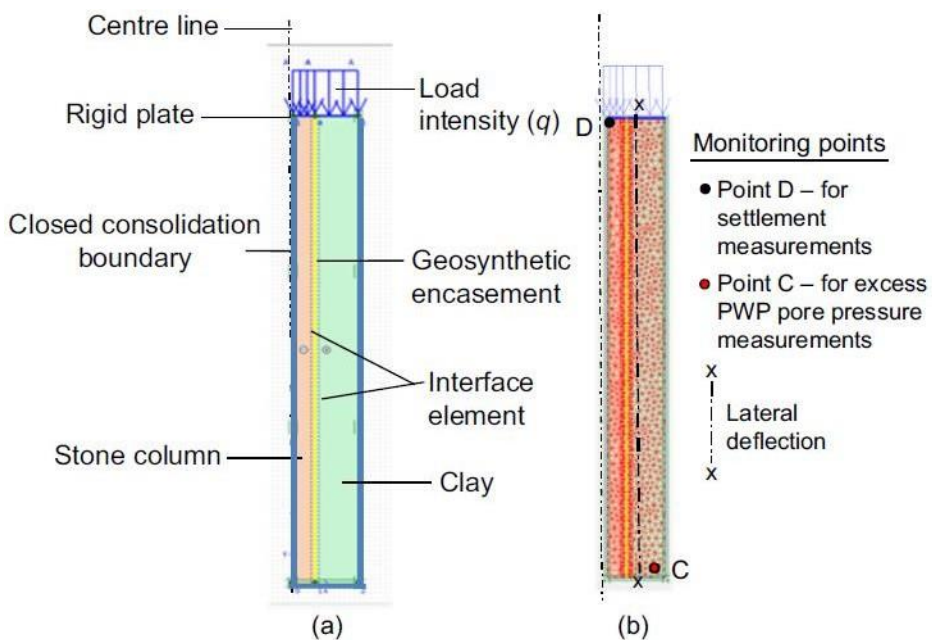 Centre line
Rigid plate
Load
intensity (q)
Closed consolidation
boundary
Geosynthetic
encasement
Interface
element
Stone column
Clay
(a)
x
D
Monitoring points
Point D – for
settlement
measurements
Point C – for excess
PWP pore pressure
measurements
x
Lateral
deflection
x
C
x
(b)